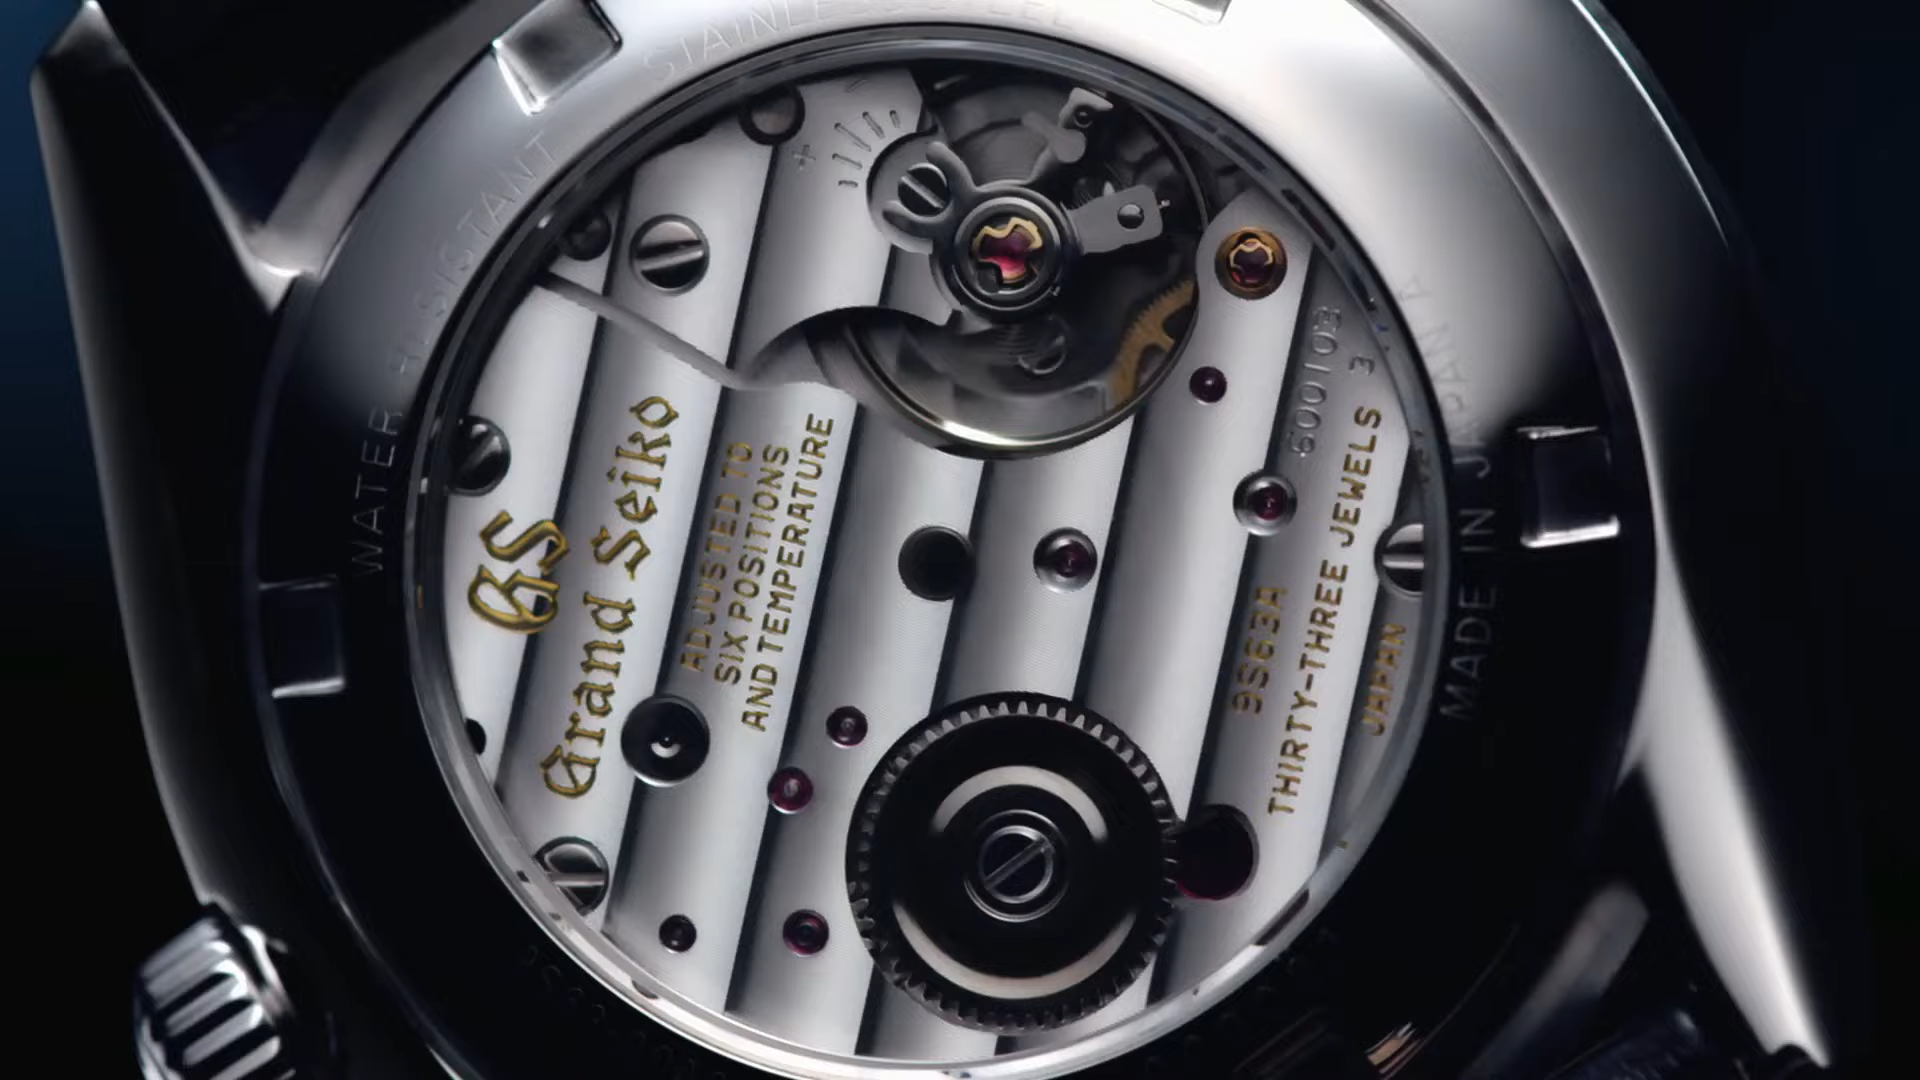 WATER RESISTANT
STAINLESS STEEL
GS
Grand Seiko
ADJUSTED TO
SIX POSITIONS
AND TEMPERATURE
600103
9S63A
THIRTY-THREE JEWELS 3
JAPAN
MADE IN JAPAN A
+